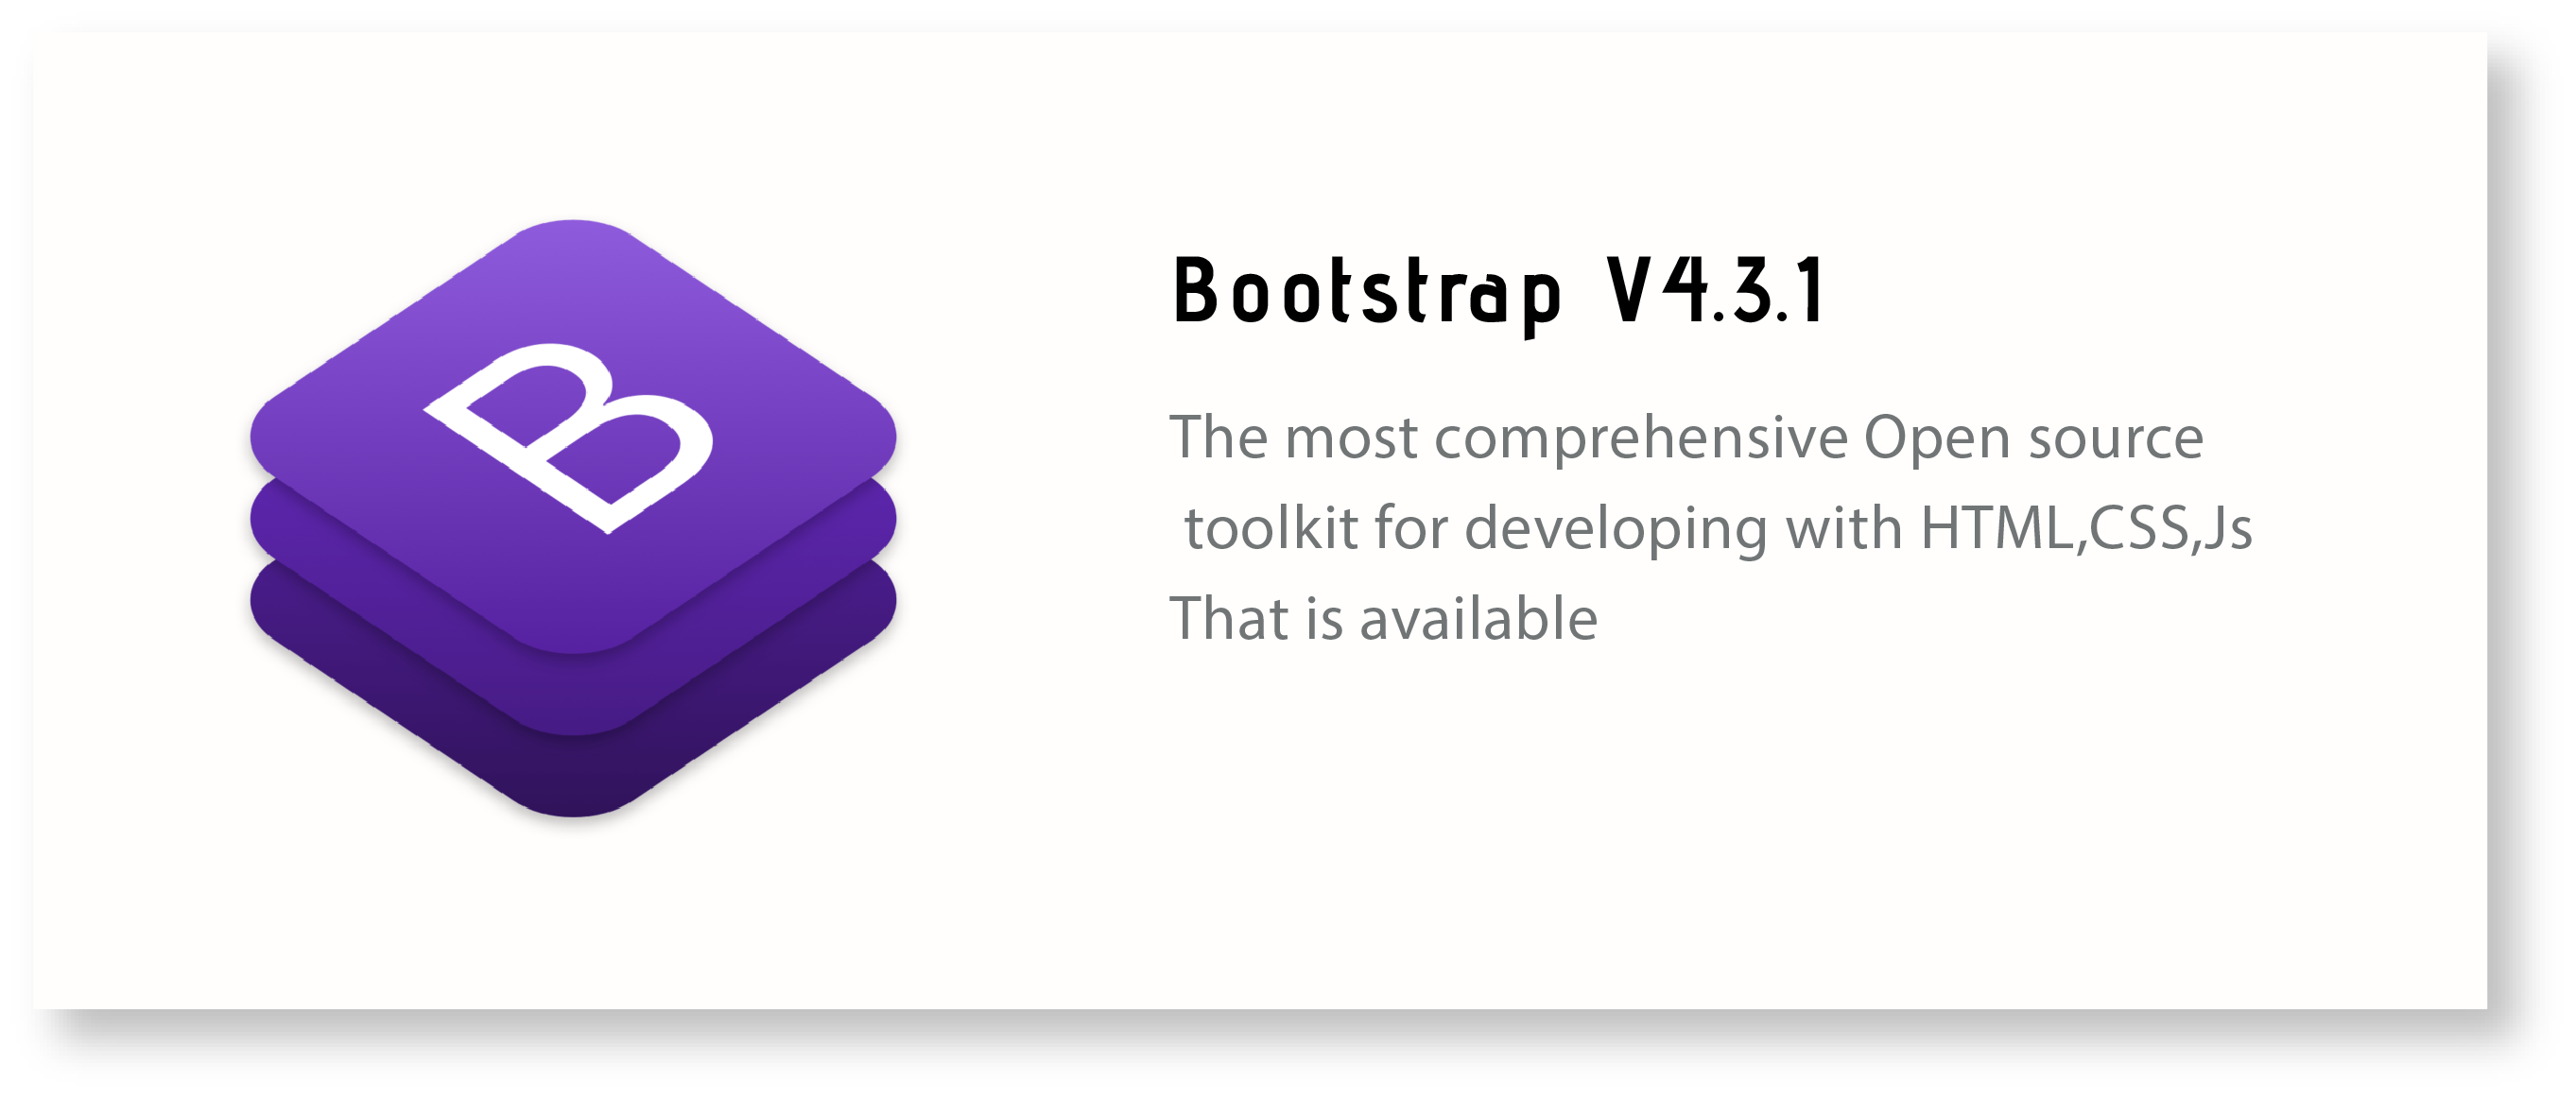 B
Bootstrap V4.3.1
The most comprehensive Open source
toolkit for developing with HTML,CSS,Js
That is available